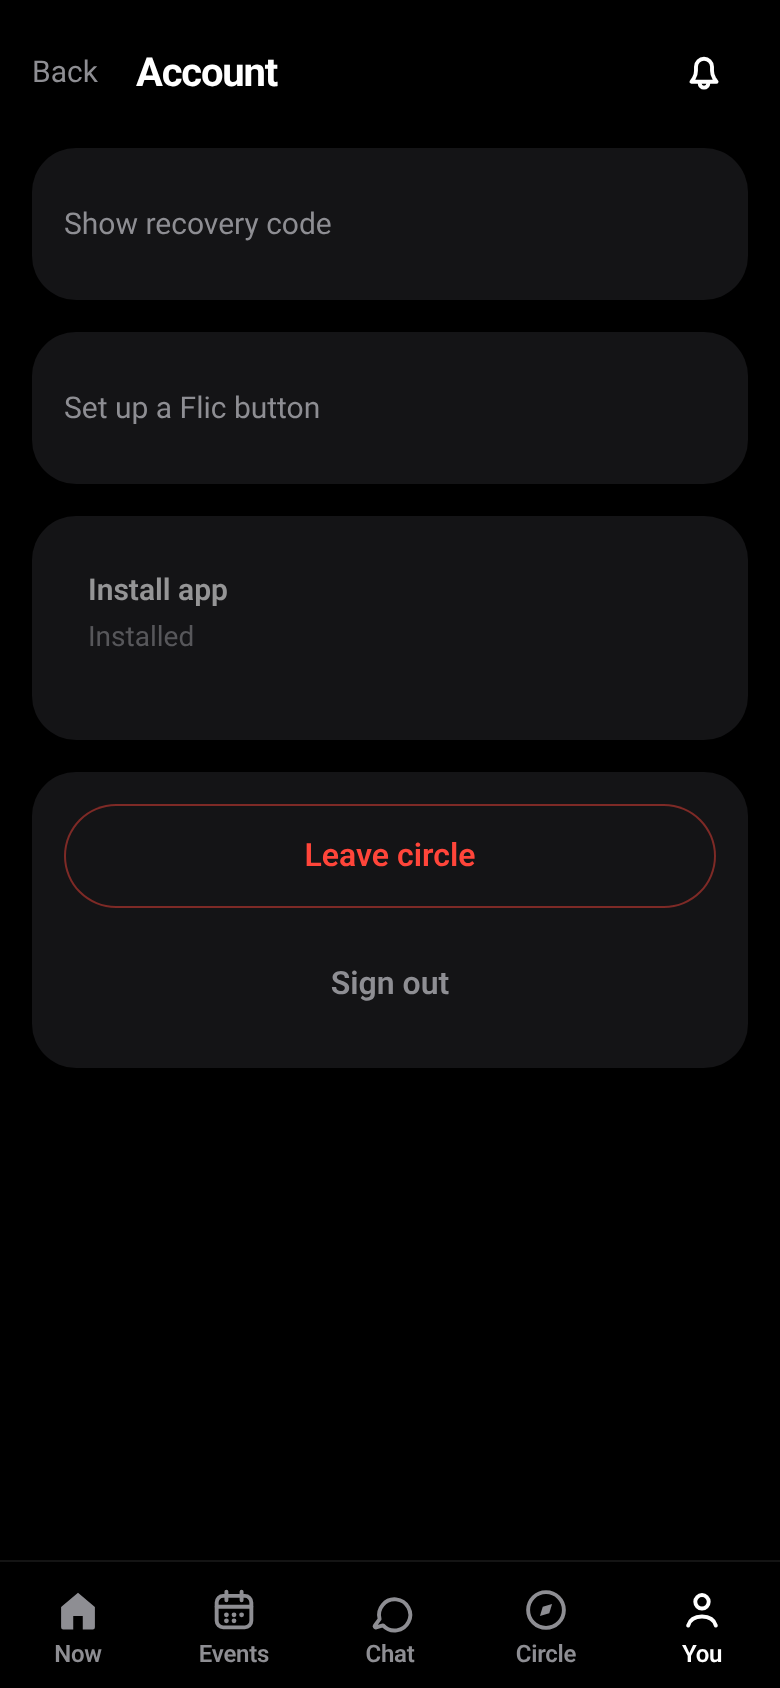 Back
Account
Show recovery code
Set up a Flic button
Install app
Installed
Leave circle
Sign out
Now
Events
Chat
Circle
You